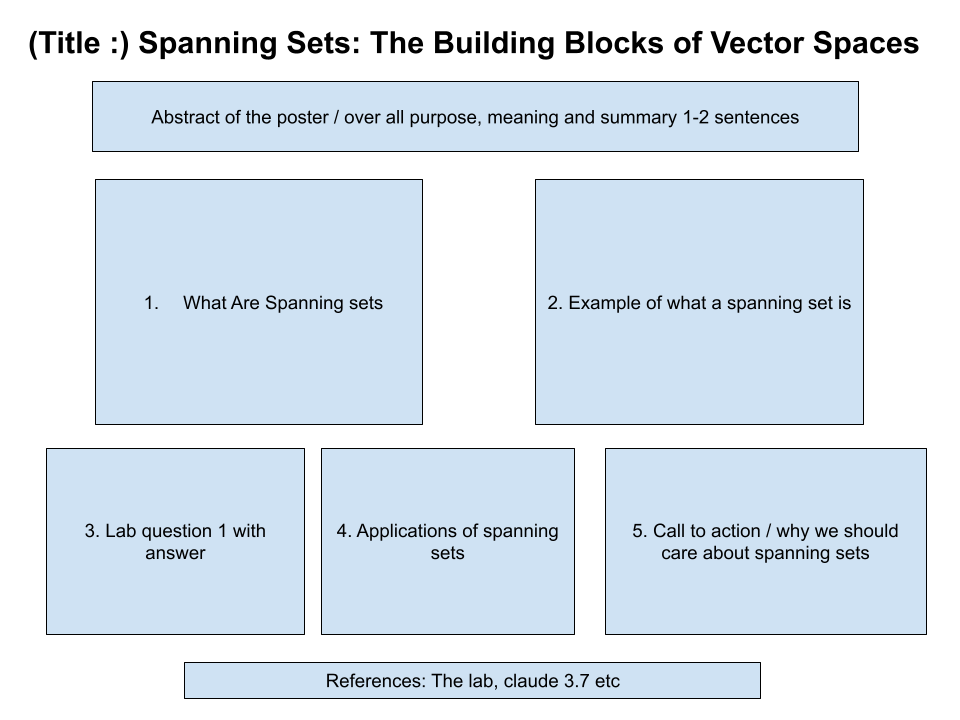 (Title :) Spanning Sets: The Building Blocks of Vector Spaces
Abstract of the poster / over all purpose, meaning and summary 1-2 sentences
1. What Are Spanning sets
2. Example of what a spanning set is
3. Lab question 1 with
answer
4. Applications of spanning
sets
5. Call to action / why we should
care about spanning sets
References: The lab, claude 3.7 etc